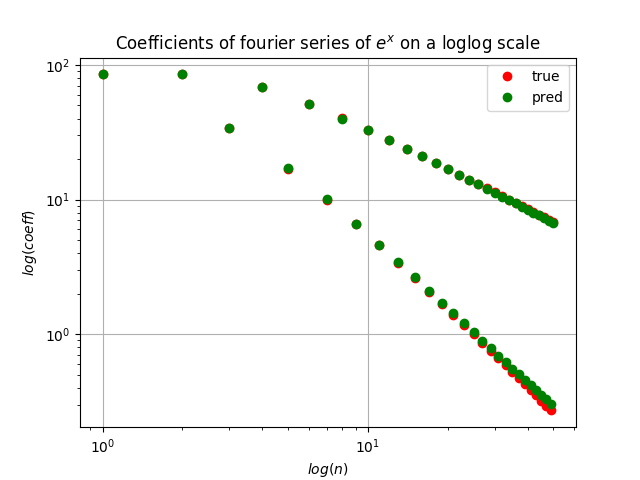 Coefficients of fourier series of e^x on a loglog scale
true
pred
10^2
10^1
10^0
log(coeff)
10^0
10^1
log(n)